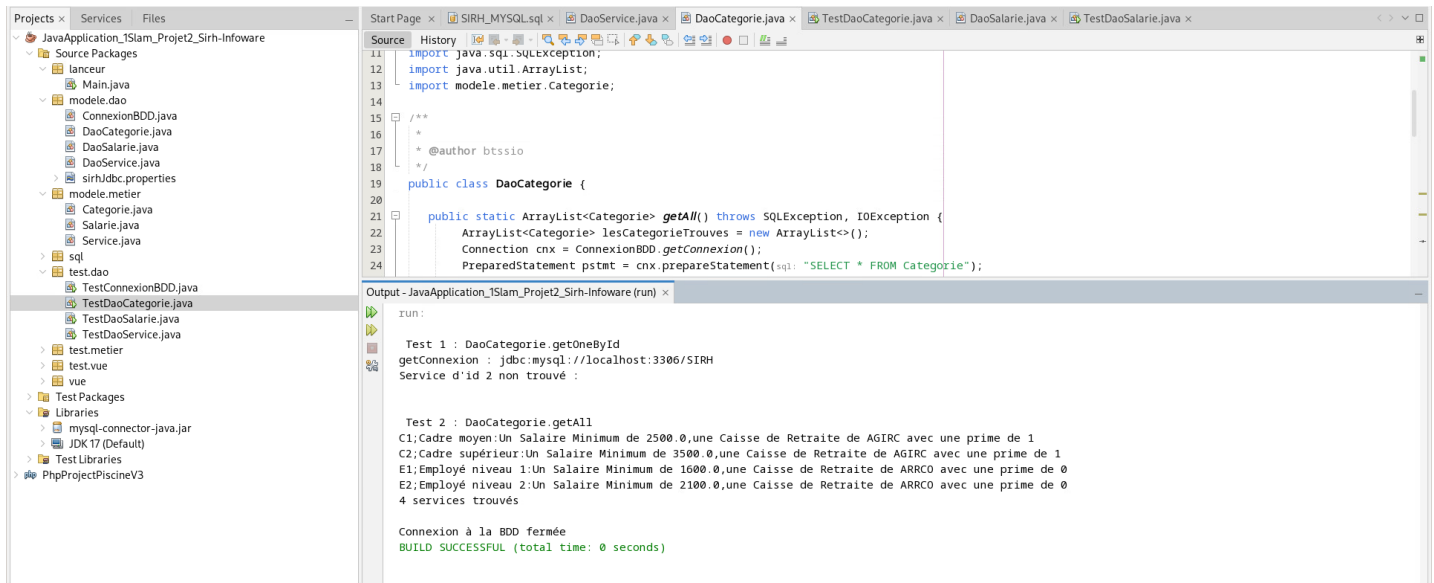 Projects × Services Files
JavaApplication_1Slam_Projet2_Sirh-Infoware
Source Packages
lanceur
Main.java
modele.dao
ConnexionBDD.java
DaoCategorie.java
DaoSalarie.java
DaoService.java
sirhJdbc.properties
modele.metier
Categorie.java
Salarie.java
Service.java
sql
test.dao
TestConnexionBDD.java
TestDaoCategorie.java
TestDaoSalarie.java
TestDaoService.java
test.metier
test.vue
vue
Test Packages
Libraries
mysql-connector-java.jar
JDK 17 (Default)
Test Libraries
PhpProjectPiscineV3
Start Page × SIRH_MYSQL.sql × DaoService.java × DaoCategorie.java × TestDaoCategorie.java × DaoSalarie.java × TestDaoSalarie.java ×
Source History
11 import java.sql.SQLException;
12 import java.util.ArrayList;
13 import modele.metier.Categorie;
14
15 /**
16 *
17 * @author btssio
18 */
19 public class DaoCategorie {
20
21 public static ArrayList<Categorie> getAll() throws SQLException, IOException {
22 ArrayList<Categorie> lesCategorieTrouves = new ArrayList<>();
23 Connection cnx = ConnexionBDD.getConnexion();
24 PreparedStatement pstmt = cnx.prepareStatement(sql: "SELECT * FROM Categorie");
Output - JavaApplication_1Slam_Projet2_Sirh-Infoware (run) ×
run:
Test 1 : DaoCategorie.getOneById
getConnexion : jdbc:mysql://localhost:3306/SIRH
Service d'id 2 non trouvé :
Test 2 : DaoCategorie.getAll
C1;Cadre moyen:Un Salaire Minimum de 2500.0,une Caisse de Retraite de AGIRC avec une prime de 1
C2;Cadre supérieur:Un Salaire Minimum de 3500.0,une Caisse de Retraite de AGIRC avec une prime de 1
E1;Employé niveau 1:Un Salaire Minimum de 1600.0,une Caisse de Retraite de ARRCO avec une prime de 0
E2;Employé niveau 2:Un Salaire Minimum de 2100.0,une Caisse de Retraite de ARRCO avec une prime de 0
4 services trouvés
Connexion à la BDD fermée
BUILD SUCCESSFUL (total time: 0 seconds)